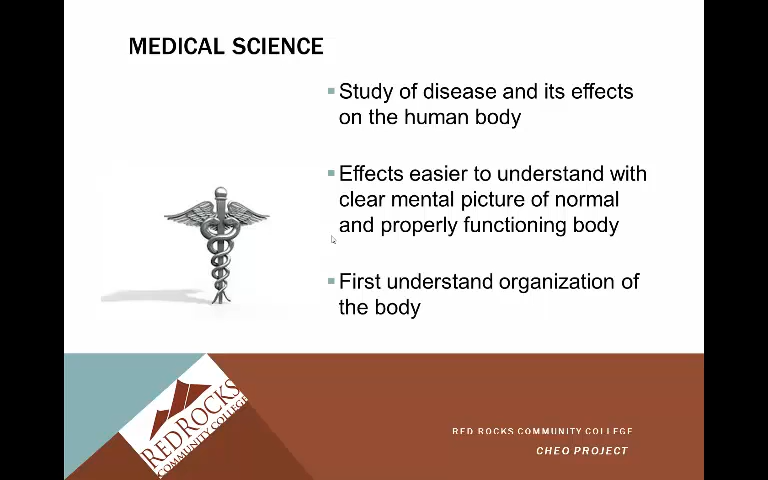 MEDICAL SCIENCE
Study of disease and its effects
on the human body
Effects easier to understand with
clear mental picture of normal
and properly functioning body
First understand organization of
the body
RED ROCKS
COMMUNITY COLLEGE
RED ROCKS COMMUNITY COLLEGE
CHEO PROJECT